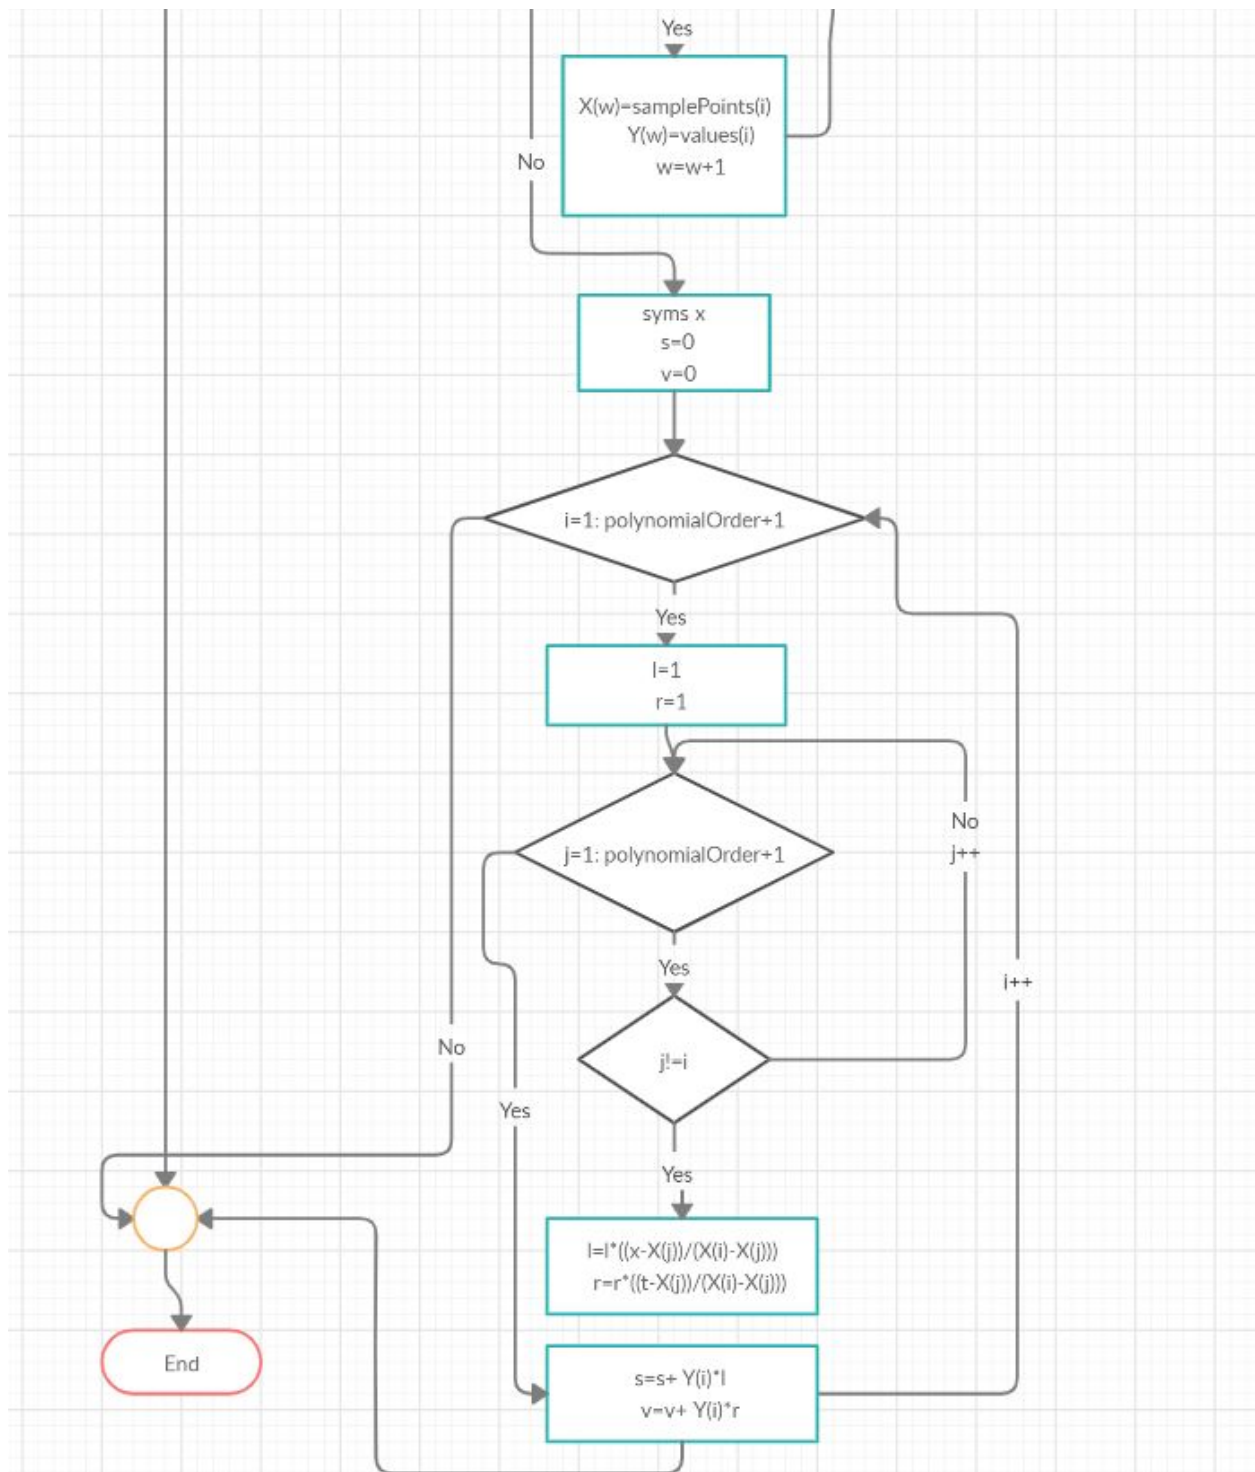 Yes
X(w)=samplePoints(i)
Y(w)=values(i)
w=w+1
No
syms x
s=0
v=0
i=1: polynomialOrder+1
Yes
l=1
r=1
No
j++
j=1: polynomialOrder+1
Yes
i++
No
j!=i
Yes
Yes
l=l*((x-X(j))/(X(i)-X(j)))
r=r*((t-X(j))/(X(i)-X(j)))
End
s=s+ Y(i)*l
v=v+ Y(i)*r